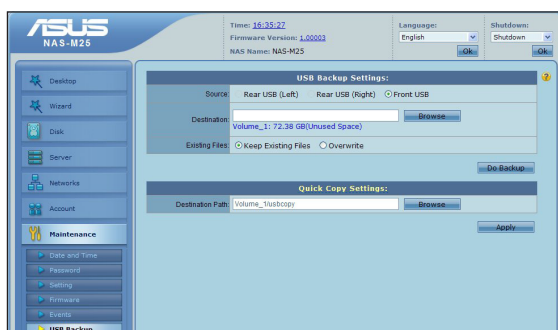 ASUS
NAS-M25
Time: 16:35:27
Firmware Version: 1.00003
NAS Name: NAS-M25
Language:
English
Ok
Shutdown:
Shutdown
Ok
Desktop
Wizard
Disk
Server
Networks
Account
Maintenance
Date and Time
Password
Setting
Firmware
Events
USB Backup
USB Backup Settings:
Source: Rear USB (Left) Rear USB (Right) Front USB
Destination: Browse
Volume_1: 72.38 GB(Unused Space)
Existing Files: Keep Existing Files Overwrite
Do Backup
Quick Copy Settings:
Destination Path: Volume_1/usbcopy Browse
Apply